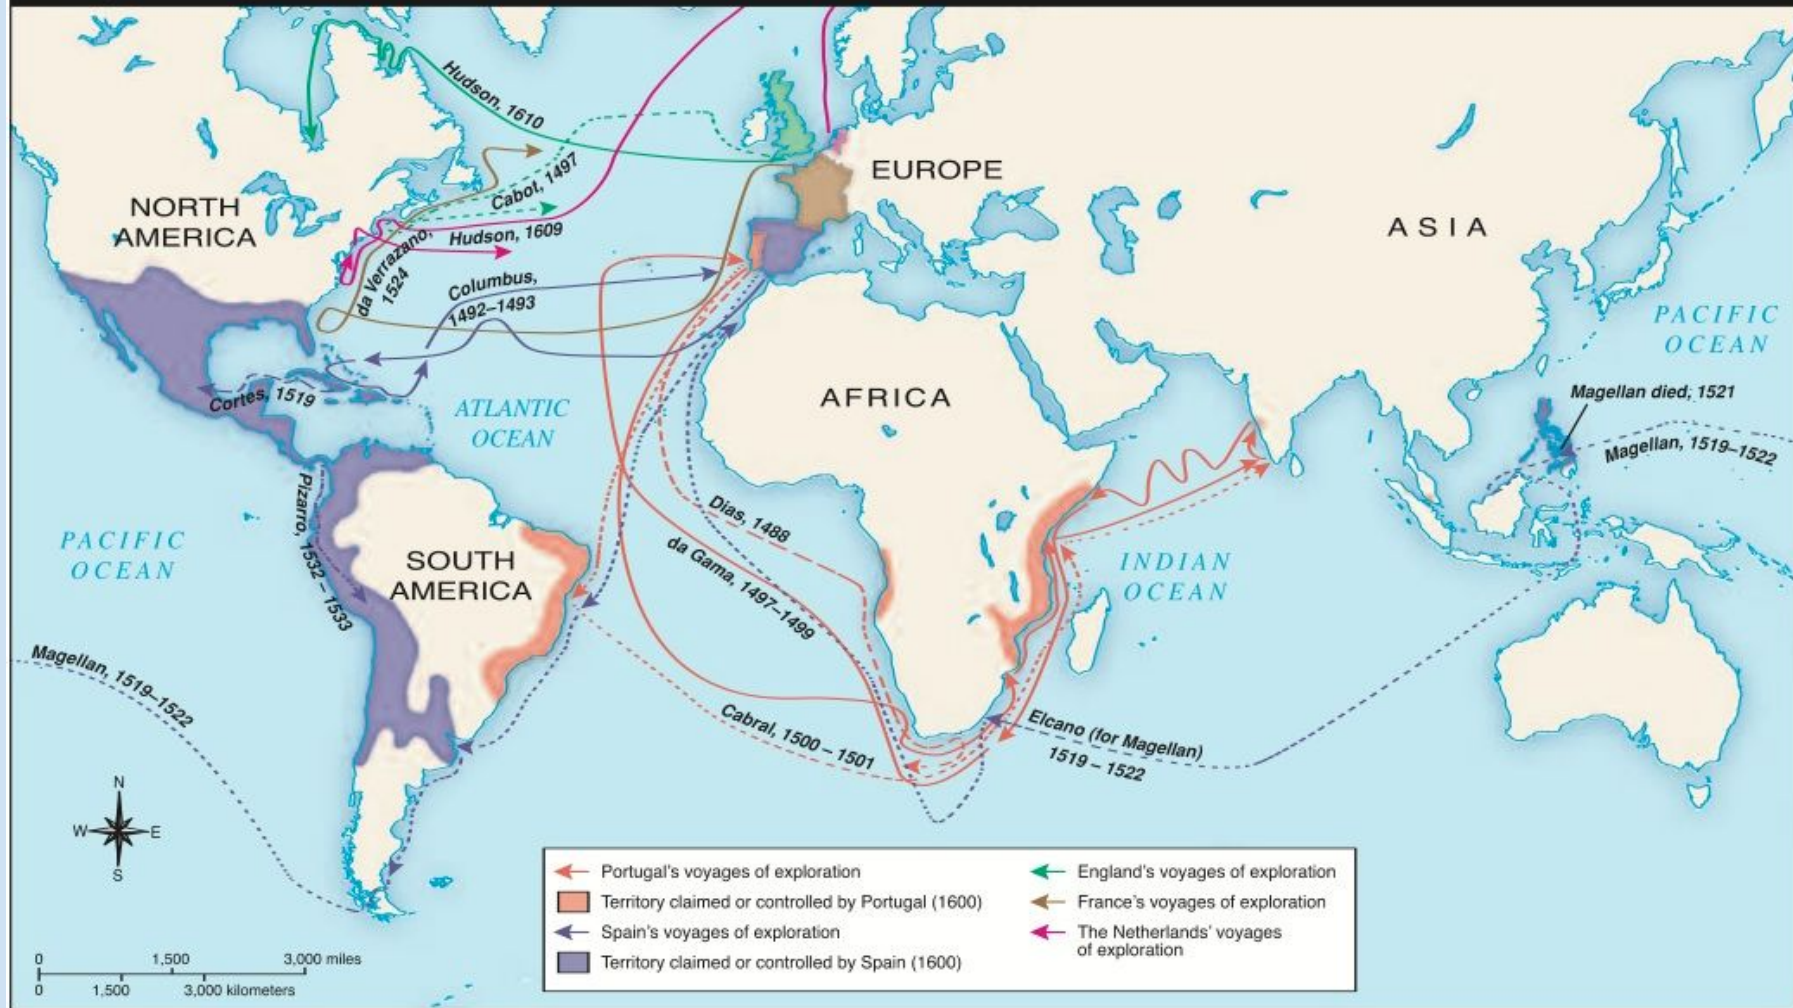 Hudson, 1610
Cabot, 1497
NORTH
AMERICA
EUROPE
ASIA
Hudson, 1609
da Verrazano,
1524
Columbus,
1492–1493
PACIFIC
OCEAN
Cortes, 1519
ATLANTIC
OCEAN
AFRICA
Magellan died; 1521
Magellan, 1519–1522
Pizarro, 1532 – 1533
Dias, 1488
da Gama, 1497–1499
PACIFIC
OCEAN
SOUTH
AMERICA
INDIAN
OCEAN
Magellan, 1519–1522
Cabral, 1500 – 1501
Elcano (for Magellan)
1519 – 1522
N
W E
S
0 1,500 3,000 miles
0 1,500 3,000 kilometers
Portugal's voyages of exploration
Territory claimed or controlled by Portugal (1600)
Spain's voyages of exploration
Territory claimed or controlled by Spain (1600)
England's voyages of exploration
France's voyages of exploration
The Netherlands' voyages
of exploration